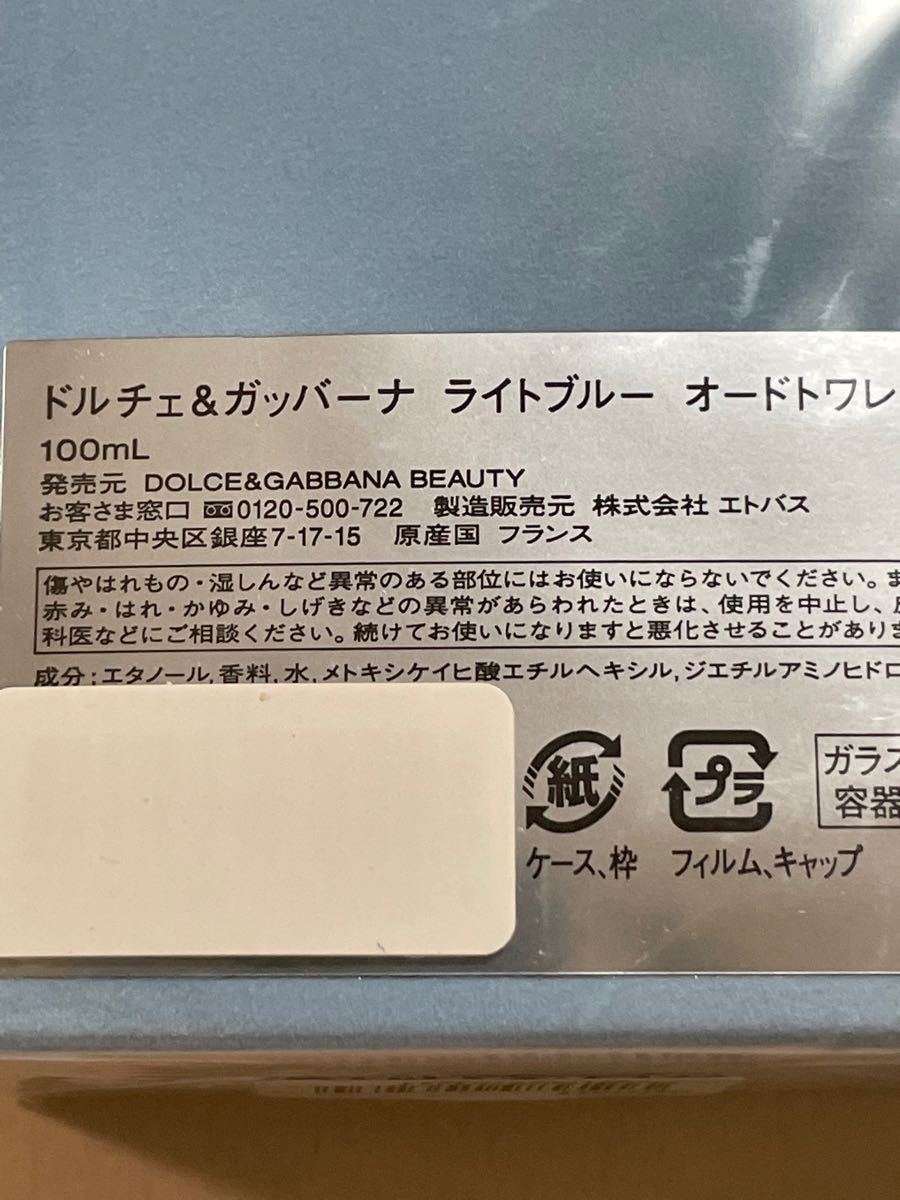 ドルチェ&ガッバーナ ライトブルー オードトワレ
100mL
発売元 DOLCE&GABBANA BEAUTY
お客さま窓口 0120-500-722 製造販売元 株式会社 エトバス
東京都中央区銀座7-17-15 原産国 フランス
傷やはれもの・湿しんなど異常のある部位にはお使いにならないでください。ま
赤み・はれ・かゆみ・しげきなどの異常があらわれたときは、使用を中止し、
科医などにご相談ください。続けてお使いになりますと悪化させることがありま
成分:エタノール,香料,水,メトキシケイヒ酸エチルヘキシル,ジエチルアミノヒドロ
紙 プラ ガラス
容器
ケース、枠 フィルム、キャップ